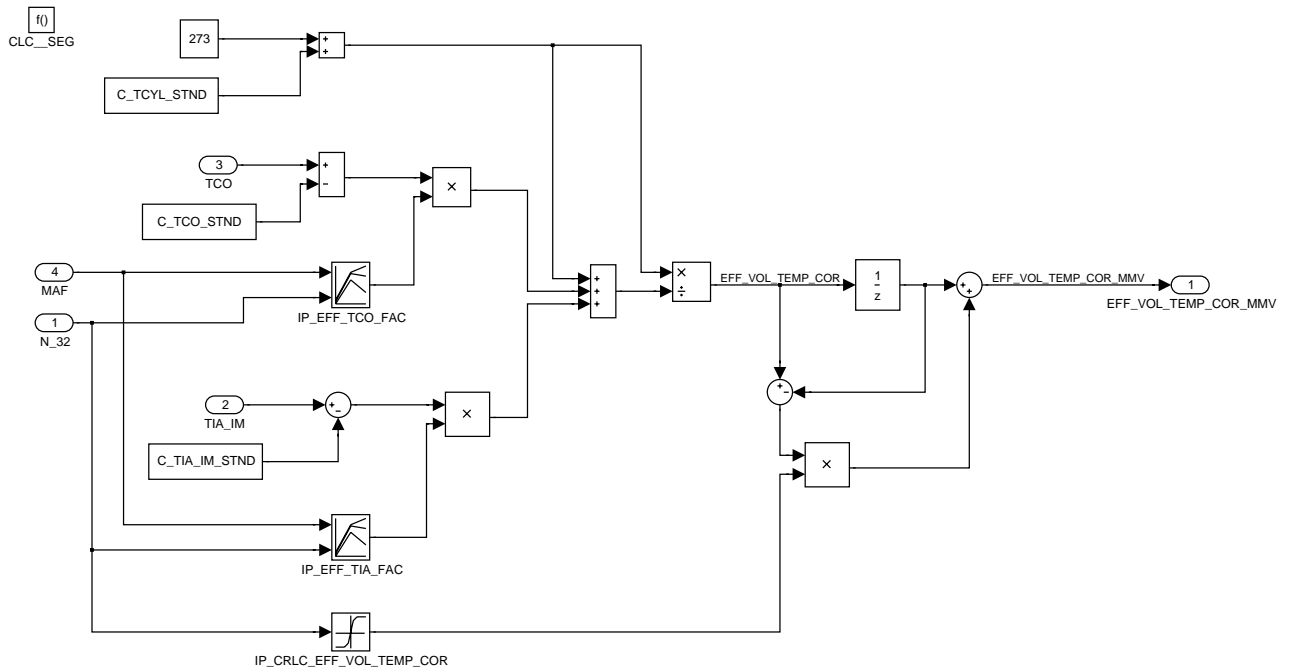 f()
CLC__SEG
273
+
+
C_TCYL_STND
3
TCO
+
−
C_TCO_STND
×
4
MAF
1
N_32
IP_EFF_TCO_FAC
+
+
+
×
÷
EFF_VOL_TEMP_COR
1
z
+
+
EFF_VOL_TEMP_COR_MMV
1
EFF_VOL_TEMP_COR_MMV
2
TIA_IM
+
−
C_TIA_IM_STND
×
+
−
×
IP_EFF_TIA_FAC
IP_CRLC_EFF_VOL_TEMP_COR